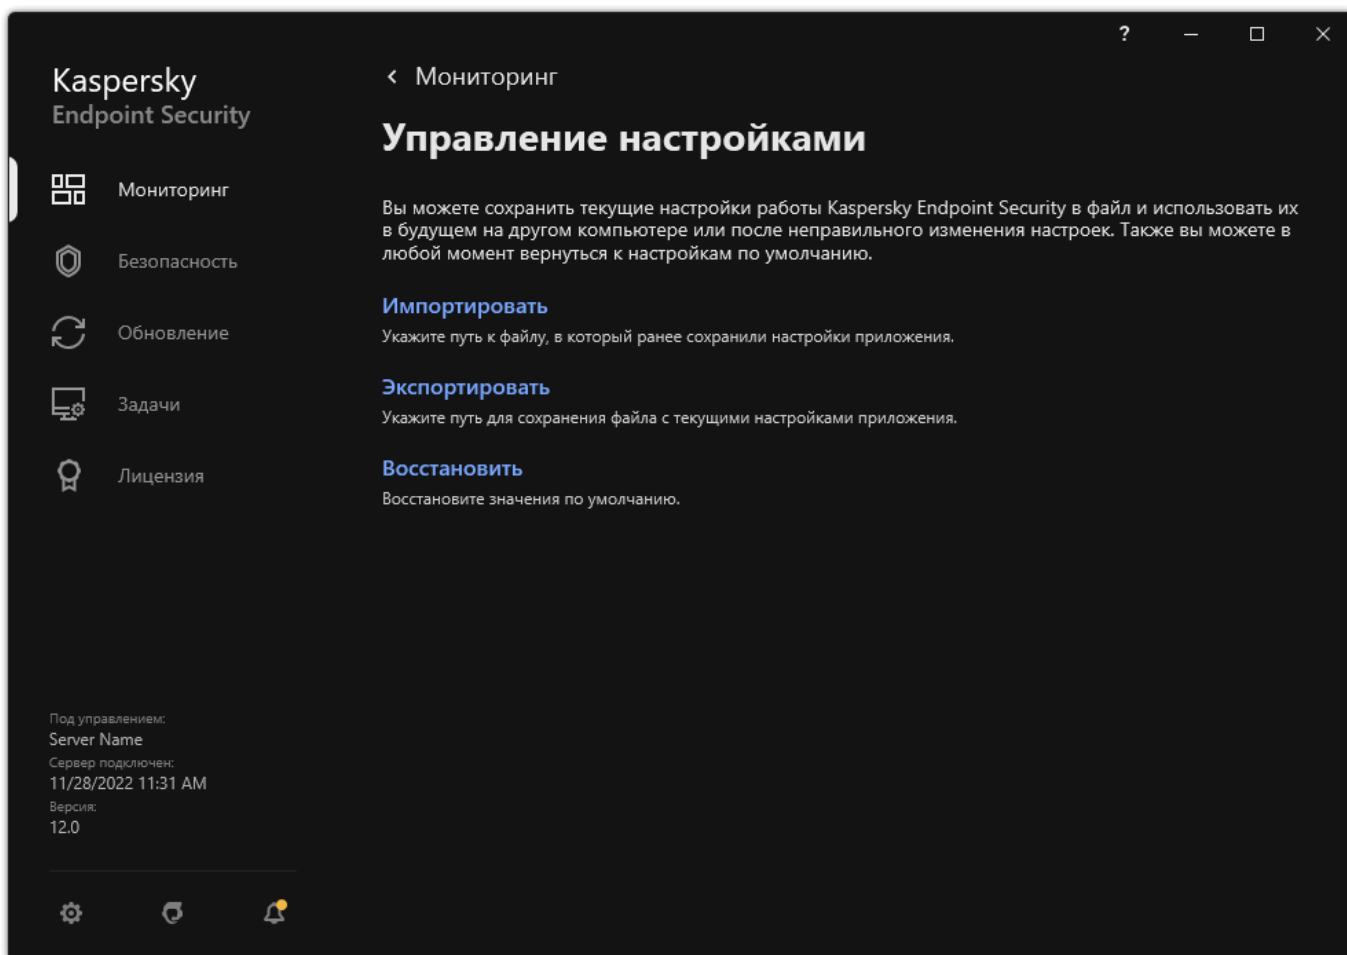 ?
Kaspersky
Endpoint Security
Мониторинг
Безопасность
Обновление
Задачи
Лицензия
Под управлением:
Server Name
Сервер подключен:
11/28/2022 11:31 AM
Версия:
12.0
Мониторинг
Управление настройками
Вы можете сохранить текущие настройки работы Kaspersky Endpoint Security в файл и использовать их
в будущем на другом компьютере или после неправильного изменения настроек. Также вы можете в
любой момент вернуться к настройкам по умолчанию.
Импортировать
Укажите путь к файлу, в который ранее сохранили настройки приложения.
Экспортировать
Укажите путь для сохранения файла с текущими настройками приложения.
Восстановить
Восстановите значения по умолчанию.